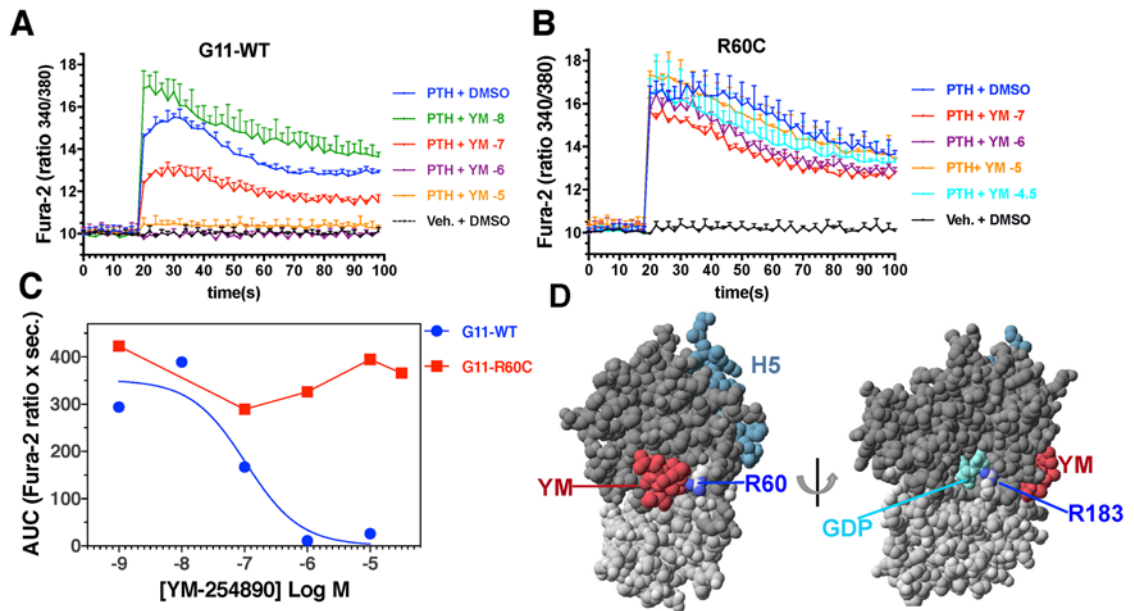 A
G11-WT
Fura-2 (ratio 340/380)
18
16
14
12
10
0 10 20 30 40 50 60 70 80 90 100
time(s)
PTH + DMSO
PTH + YM -8
PTH + YM -7
PTH + YM -6
PTH + YM -5
Veh. + DMSO
B
R60C
Fura-2 (ratio 340/380)
18
16
14
12
10
0 10 20 30 40 50 60 70 80 90 100
time(s)
PTH + DMSO
PTH + YM -7
PTH + YM -6
PTH+ YM -5
PTH + YM -4.5
Veh. + DMSO
C
AUC (Fura-2 ratio x sec.)
400
300
200
100
0
-9 -8 -7 -6 -5
[YM-254890] Log M
G11-WT
G11-R60C
D
H5
YM
R60
YM
GDP
R183